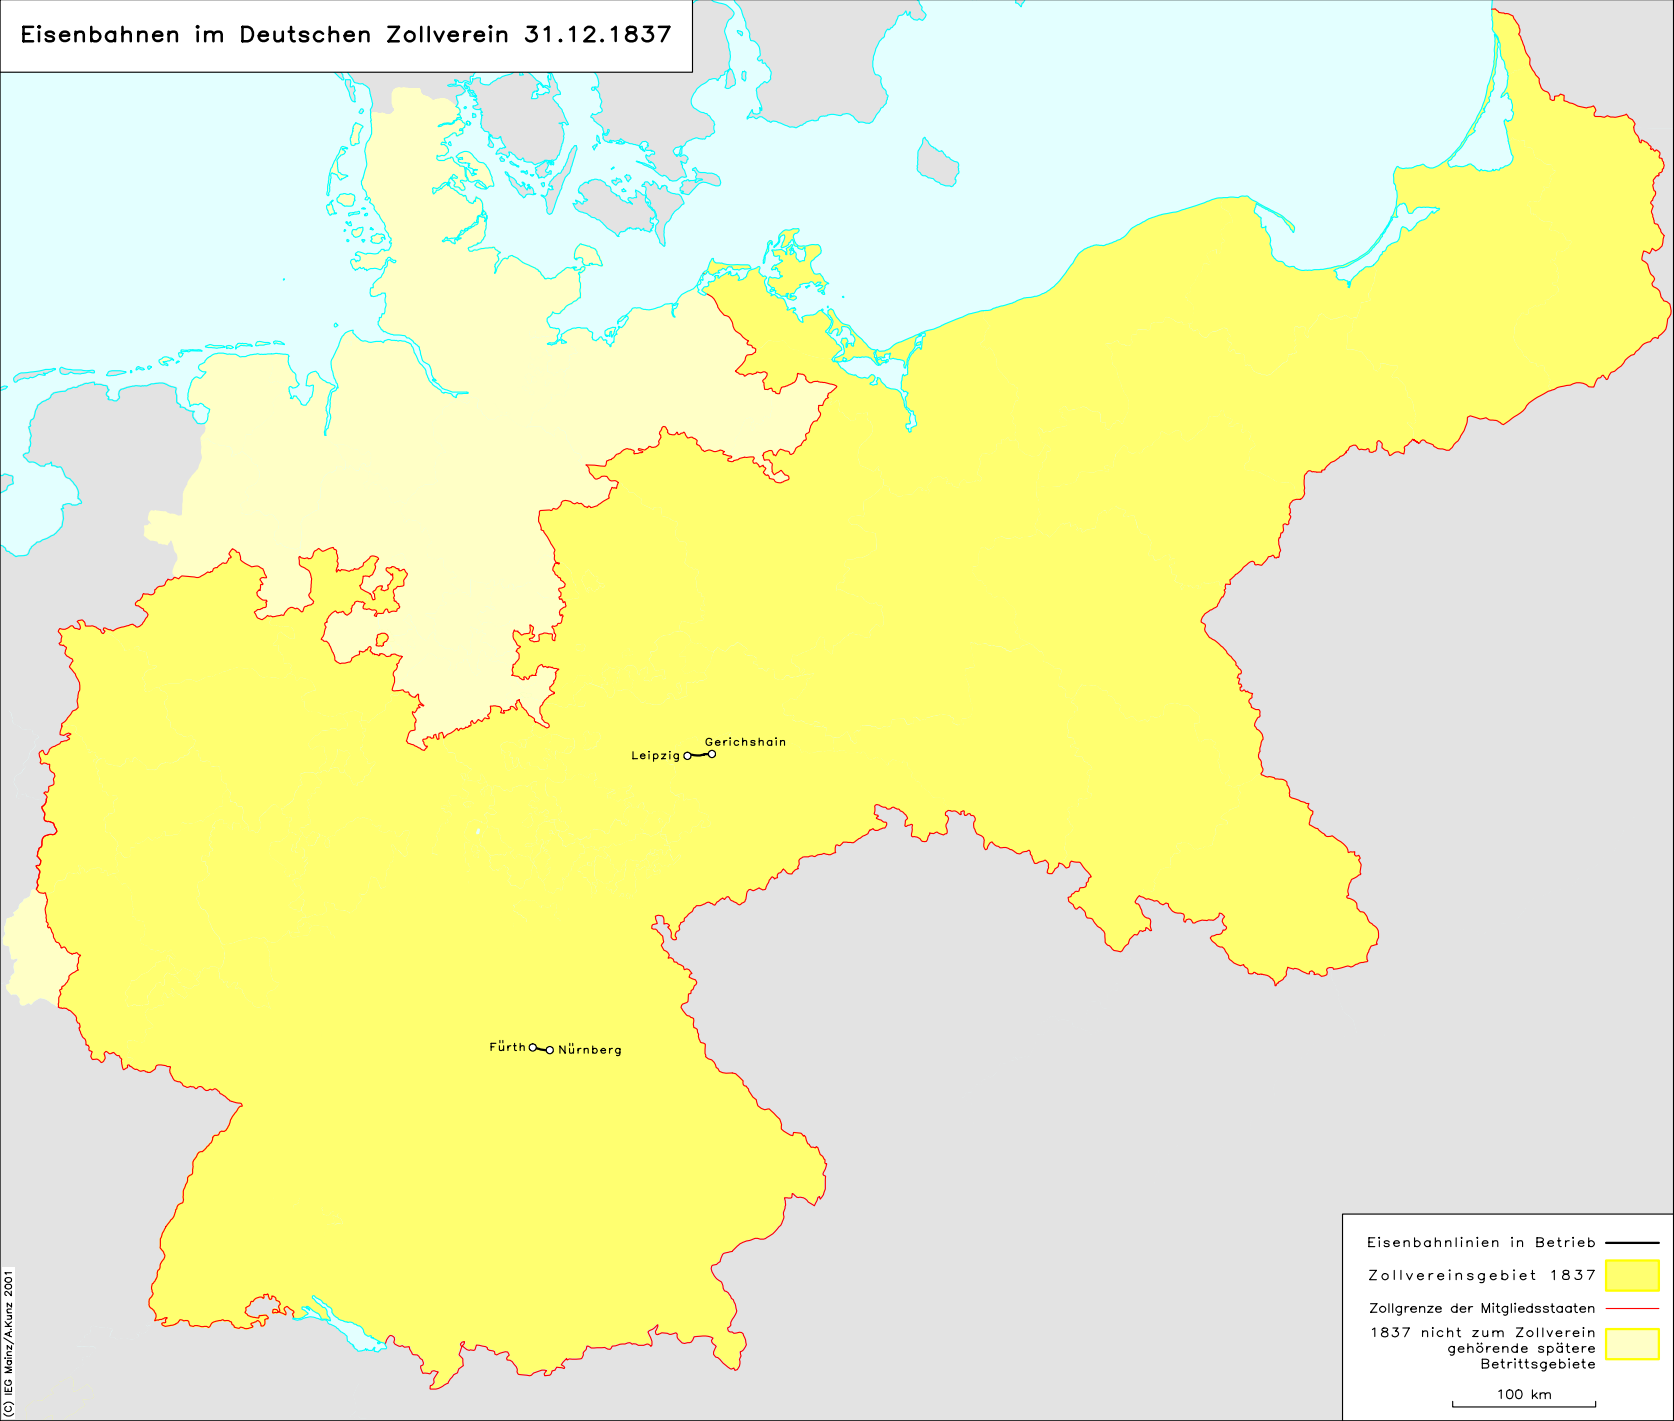 Eisenbahnen im Deutschen Zollverein 31.12.1837
Gerichshain
Leipzig
Fürth
Nürnberg
Eisenbahnlinien in Betrieb
Zollvereinsgebiet 1837
Zollgrenze der Mitgliedsstaaten
1837 nicht zum Zollverein
gehörende spätere
Betrittsgebiete
100 km
(C) IEG Mainz/A.Kunz 2001